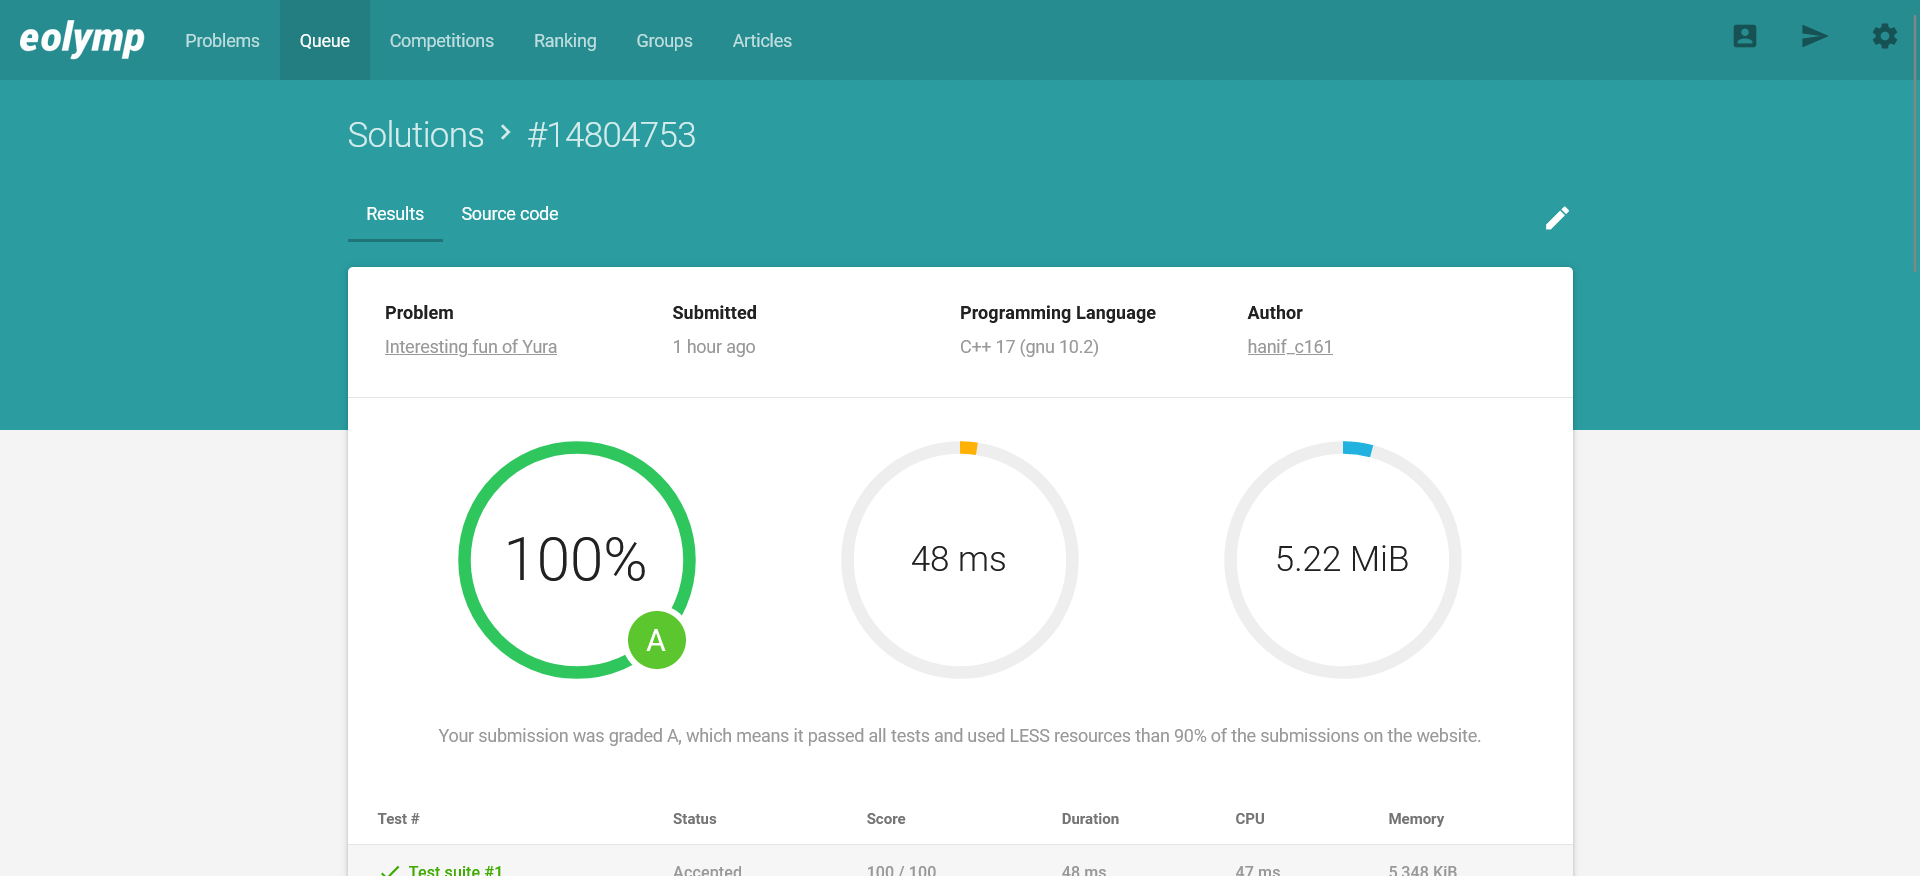 eolymp Problems Queue Competitions Ranking Groups Articles
Solutions > #14804753
Results Source code
Problem Submitted Programming Language Author
Interesting fun of Yura 1 hour ago C++ 17 (gnu 10.2) hanif_c161
100% 48 ms 5.22 MiB
A
Your submission was graded A, which means it passed all tests and used LESS resources than 90% of the submissions on the website.
Test # Status Score Duration CPU Memory
Test suite #1 Accepted 100 / 100 48 ms 47 ms 5,348 KiB